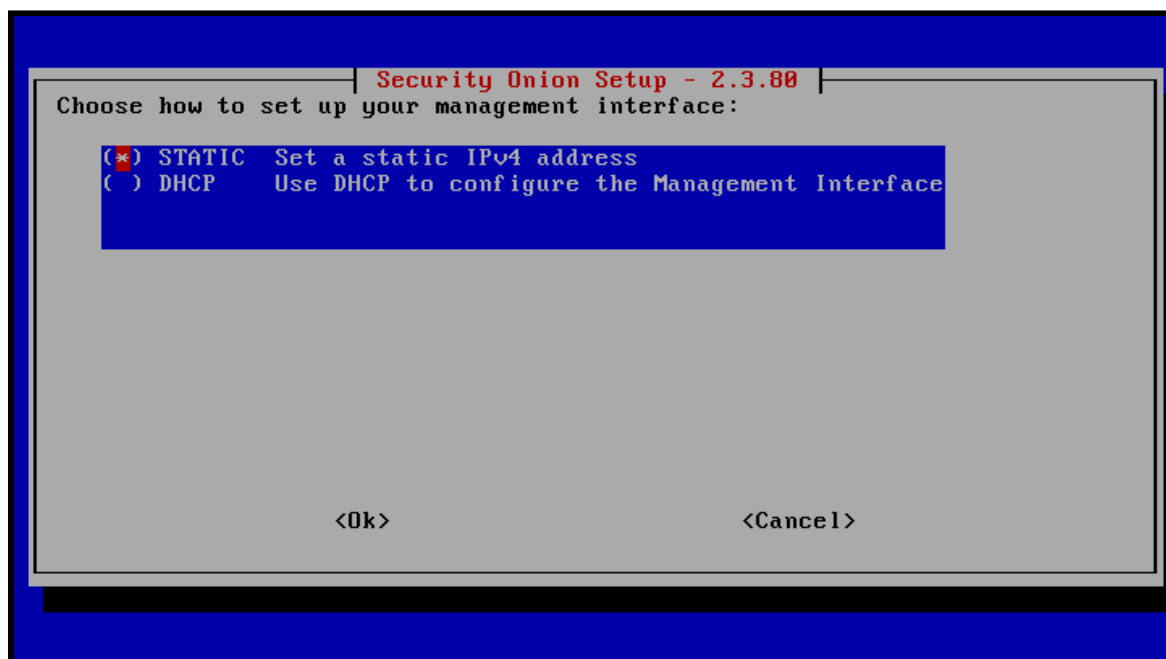 Security Onion Setup - 2.3.80
Choose how to set up your management interface:
(*) STATIC  Set a static IPv4 address
( ) DHCP    Use DHCP to configure the Management Interface
<Ok> <Cancel>